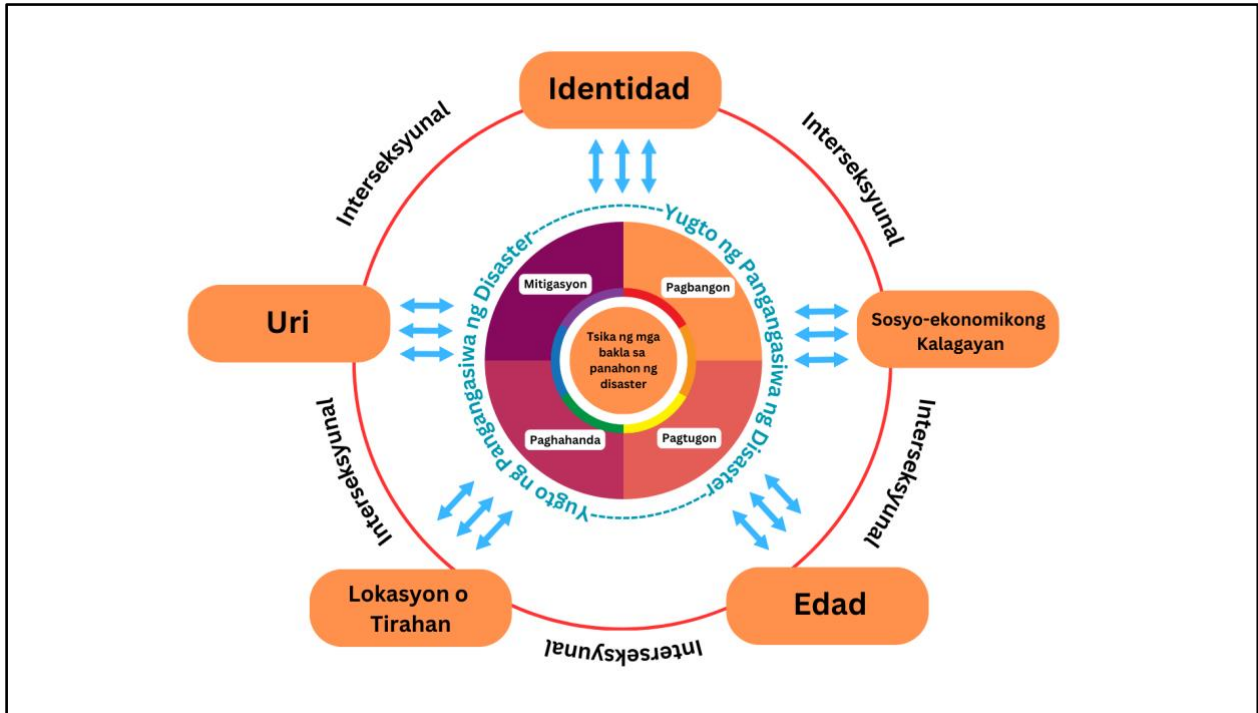 Identidad
Interseksyunal
Interseksyunal
Yugto ng Pangangasiwa ng Disaster
Yugto ng Pangangasiwa ng Disaster
Mitigasyon
Pagbangon
Uri
Sosyo-ekonomikong
Kalagayan
Tsika ng mga
bakla sa
panahon ng
disaster
Paghahanda
Pagtugon
Interseksyunal
Interseksyunal
Lokasyon o
Tirahan
Edad
Interseksyunal